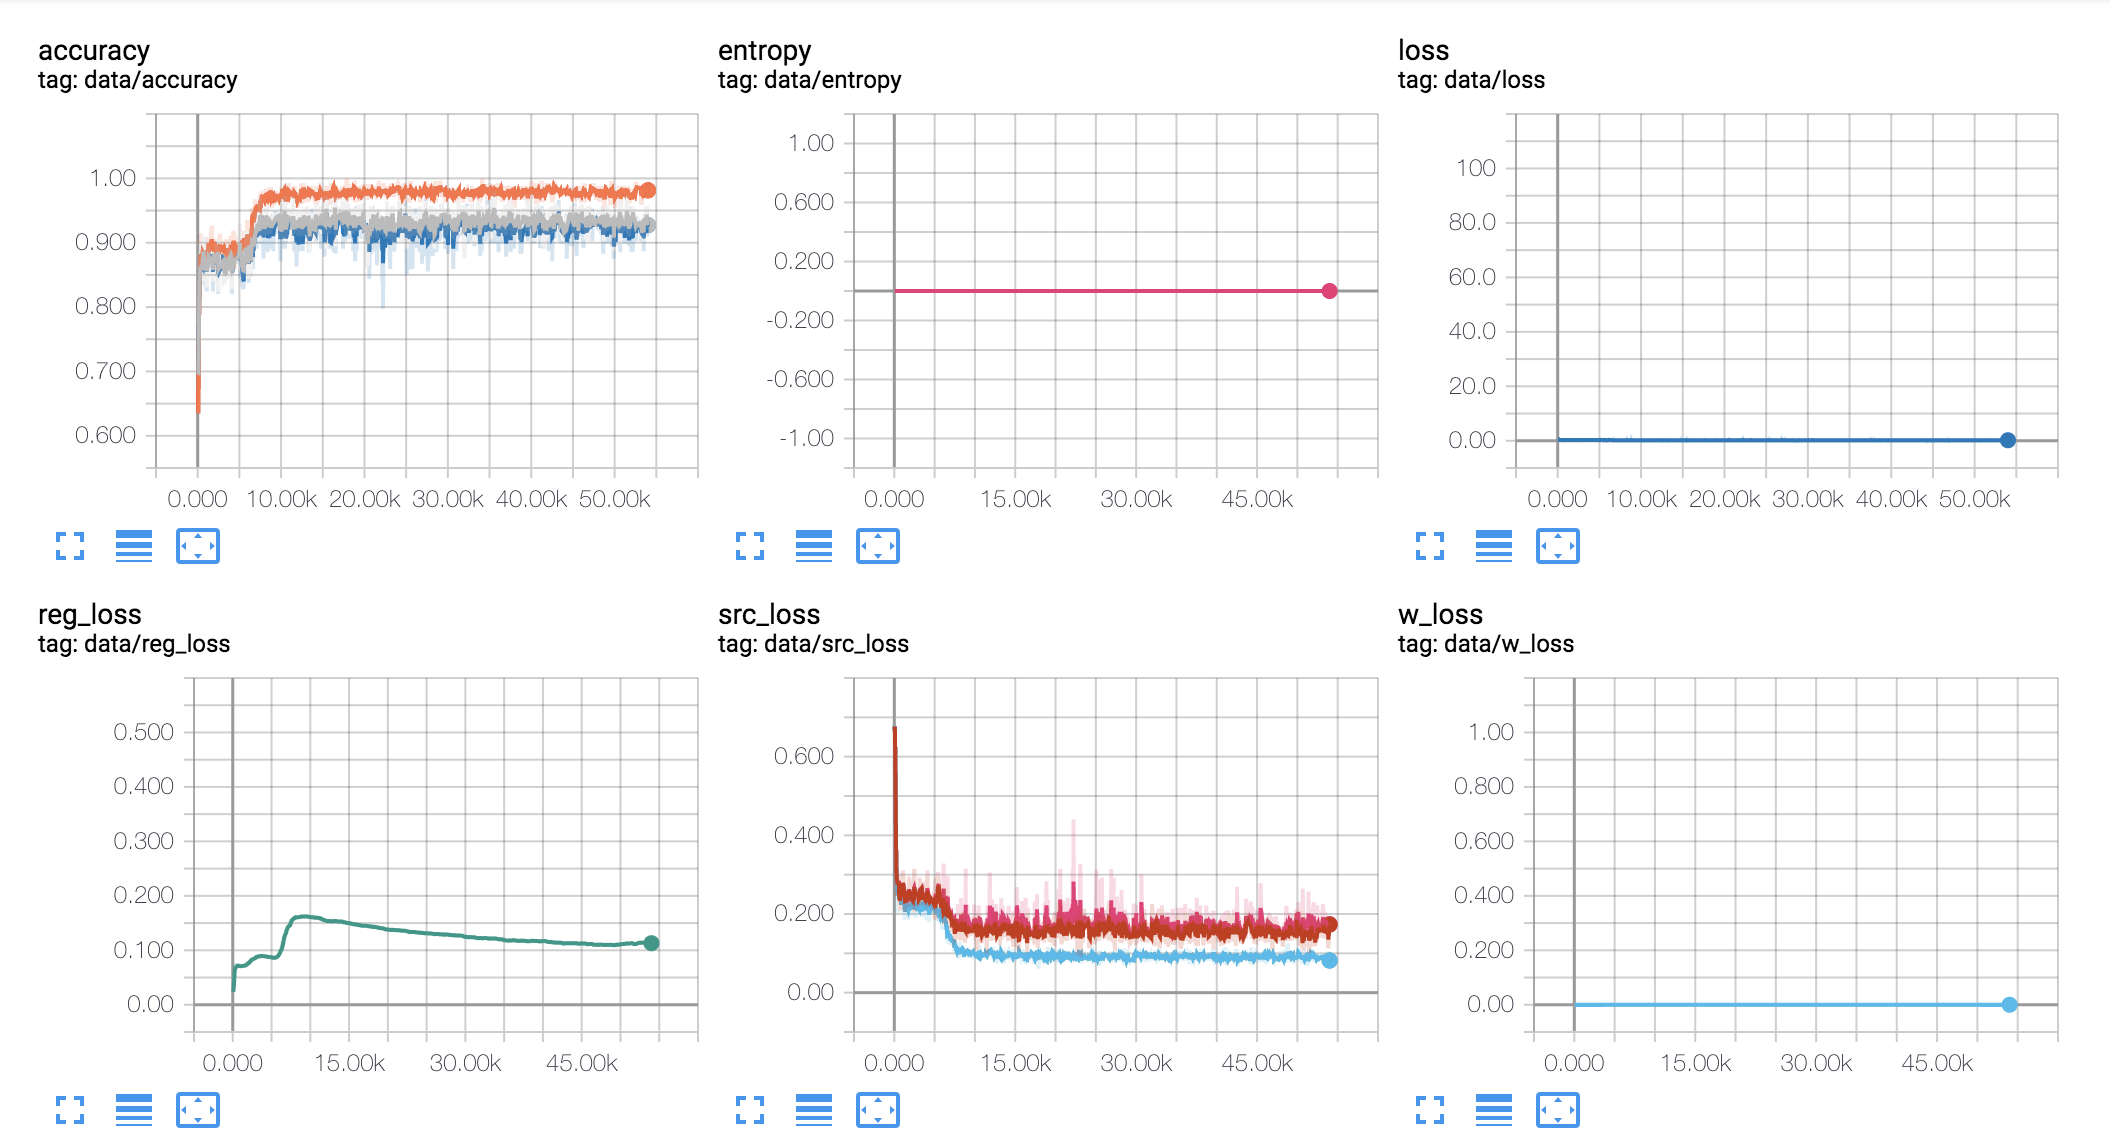 accuracy
tag: data/accuracy
1.00
0.900
0.800
0.700
0.600
0.000 10.00k 20.00k 30.00k 40.00k 50.00k
entropy
tag: data/entropy
1.00
0.600
0.200
-0.200
-0.600
-1.00
0.000 15.00k 30.00k 45.00k
loss
tag: data/loss
100
80.0
60.0
40.0
20.0
0.00
0.000 10.00k 20.00k 30.00k 40.00k 50.00k
reg_loss
tag: data/reg_loss
0.500
0.400
0.300
0.200
0.100
0.00
0.000 15.00k 30.00k 45.00k
src_loss
tag: data/src_loss
0.600
0.400
0.200
0.00
0.000 15.00k 30.00k 45.00k
w_loss
tag: data/w_loss
1.00
0.800
0.600
0.400
0.200
0.00
0.000 15.00k 30.00k 45.00k